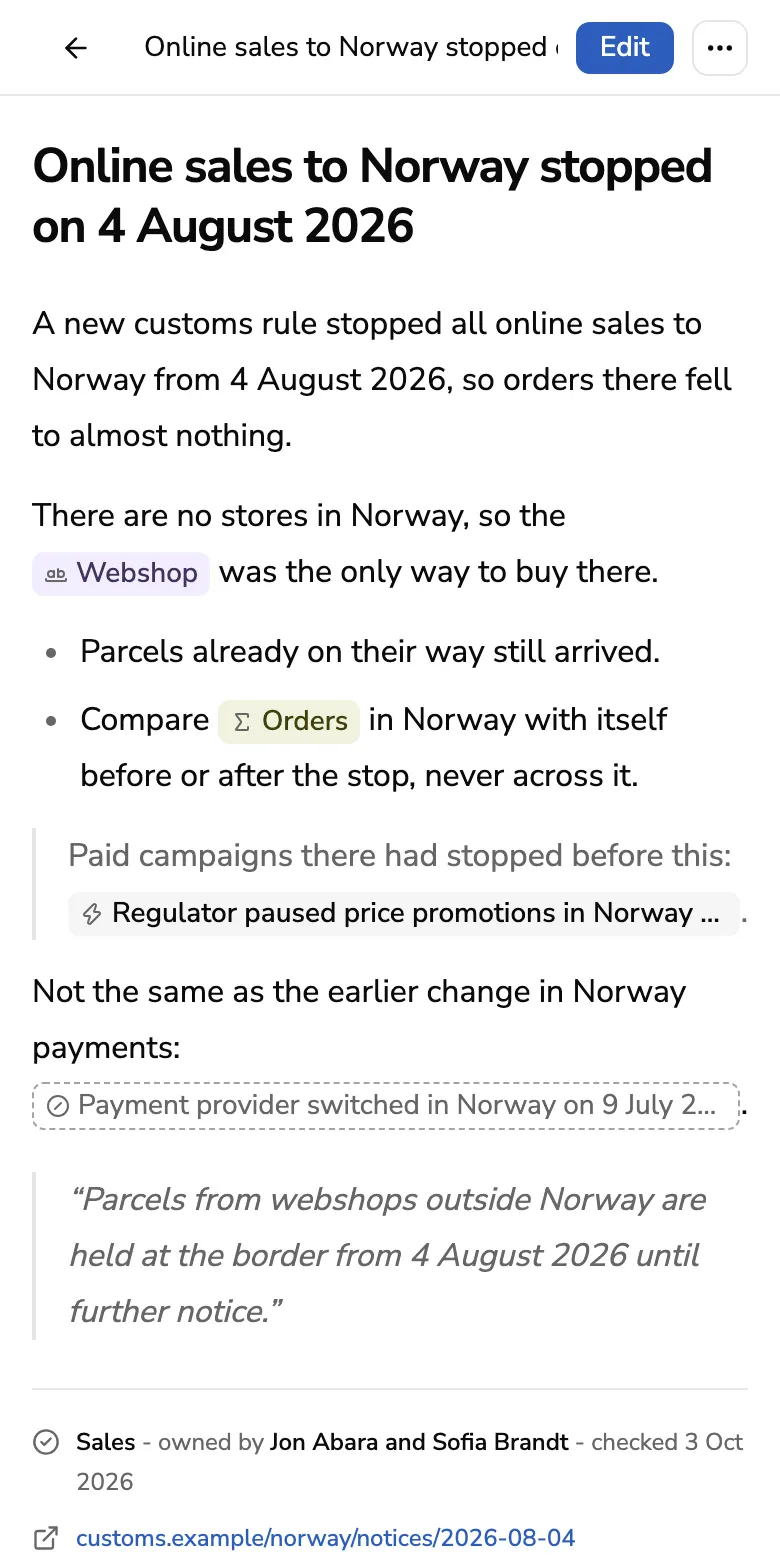 Online sales to Norway stopped
Edit
Online sales to Norway stopped
on 4 August 2026
A new customs rule stopped all online sales to
Norway from 4 August 2026, so orders there fell
to almost nothing.
There are no stores in Norway, so the
ab Webshop was the only way to buy there.
• Parcels already on their way still arrived.
• Compare Σ Orders in Norway with itself
before or after the stop, never across it.
Paid campaigns there had stopped before this:
Regulator paused price promotions in Norway ... .
Not the same as the earlier change in Norway
payments:
Payment provider switched in Norway on 9 July 2... .
“Parcels from webshops outside Norway are
held at the border from 4 August 2026 until
further notice.”
Sales - owned by Jon Abara and Sofia Brandt - checked 3 Oct
2026
customs.example/norway/notices/2026-08-04